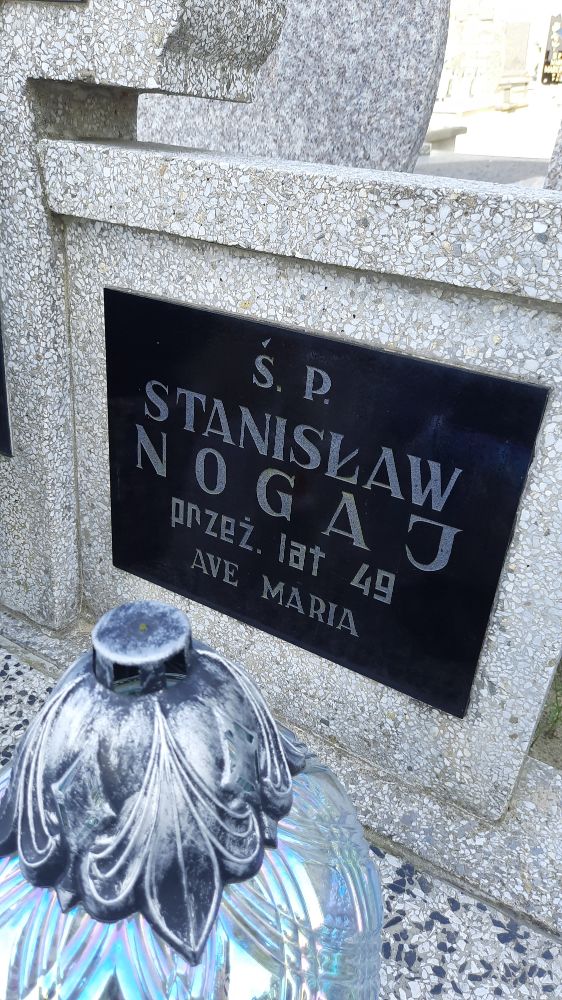 Ś. P.
STANISŁAW
NOGAJ
przeż. lat 49
AVE MARIA